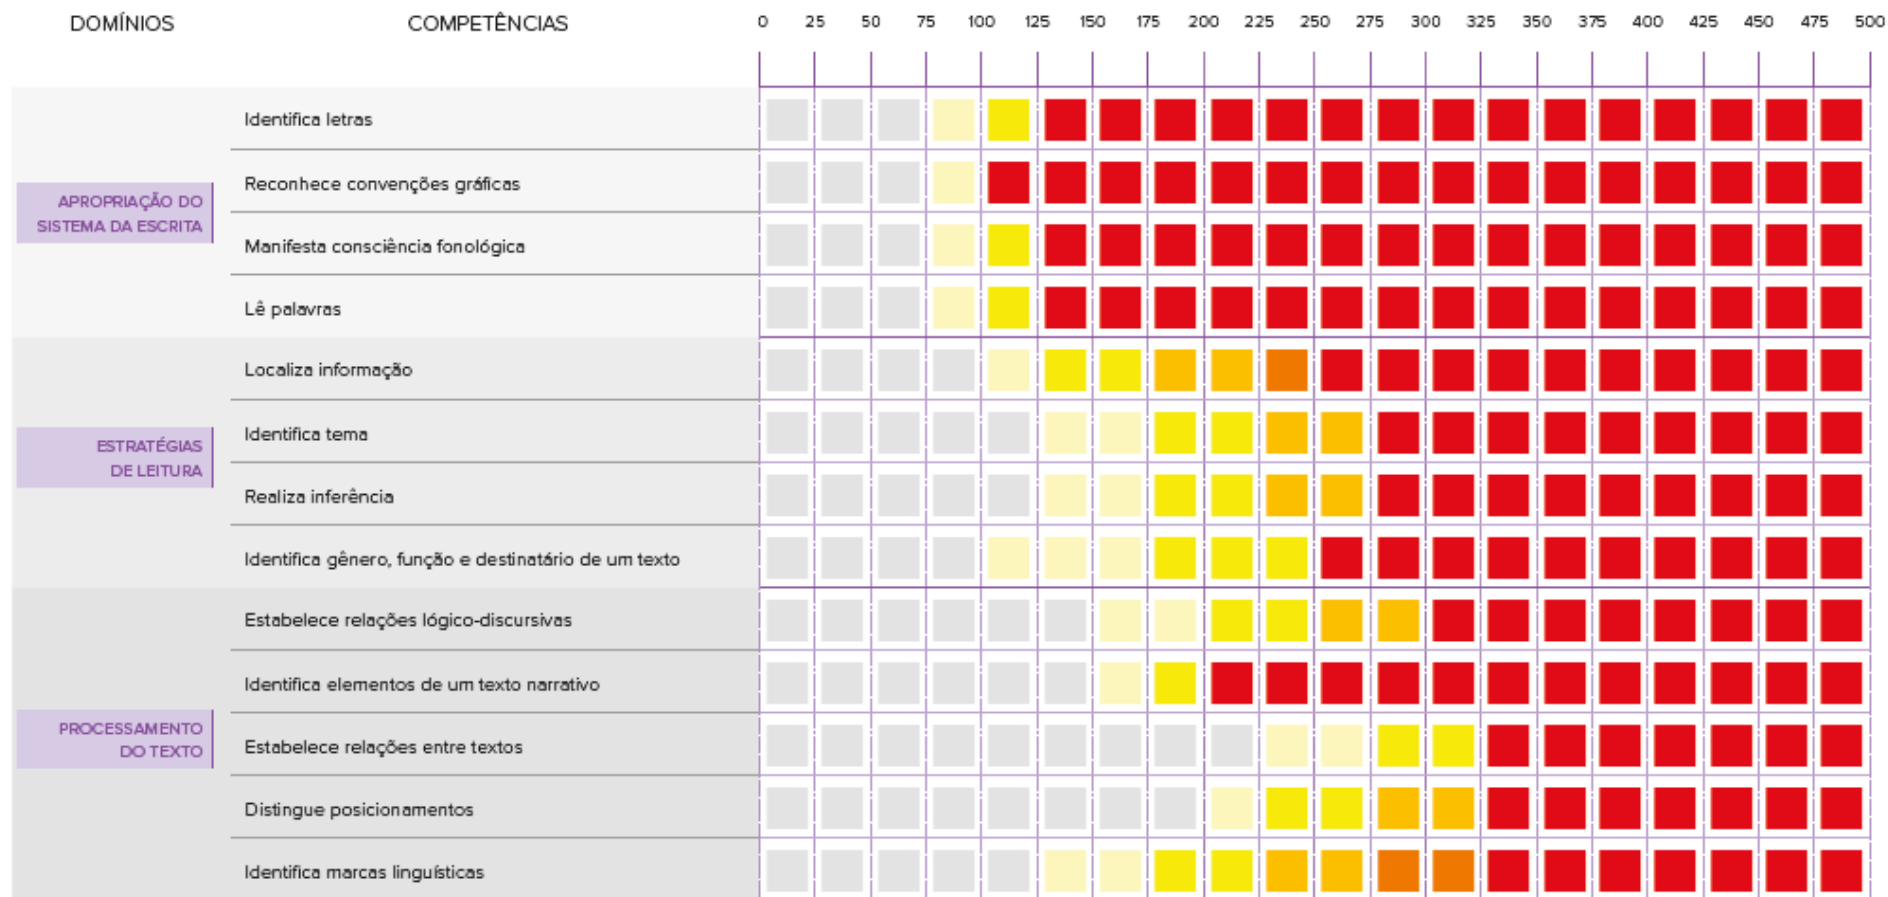 DOMÍNIOS COMPETÊNCIAS 0 25 50 75 100 125 150 175 200 225 250 275 300 325 350 375 400 425 450 475 500
APROPRIAÇÃO DO
SISTEMA DA ESCRITA
Identifica letras
Reconhece convenções gráficas
Manifesta consciência fonológica
Lê palavras
ESTRATÉGIAS
DE LEITURA
Localiza informação
Identifica tema
Realiza inferência
Identifica gênero, função e destinatário de um texto
PROCESSAMENTO
DO TEXTO
Estabelece relações lógico-discursivas
Identifica elementos de um texto narrativo
Estabelece relações entre textos
Distingue posicionamentos
Identifica marcas linguísticas